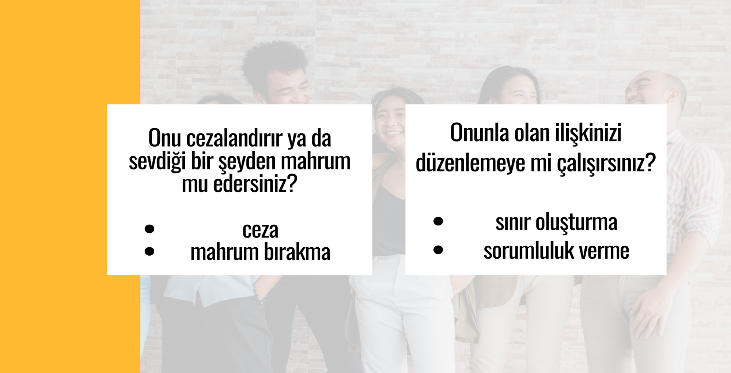 Onu cezalandırır ya da
sevdiği bir şeyden mahrum
mu edersiniz?
• ceza
• mahrum bırakma
Onunla olan ilişkinizi
düzenlemeye mi çalışırsınız?
• sınır oluşturma
• sorumluluk verme